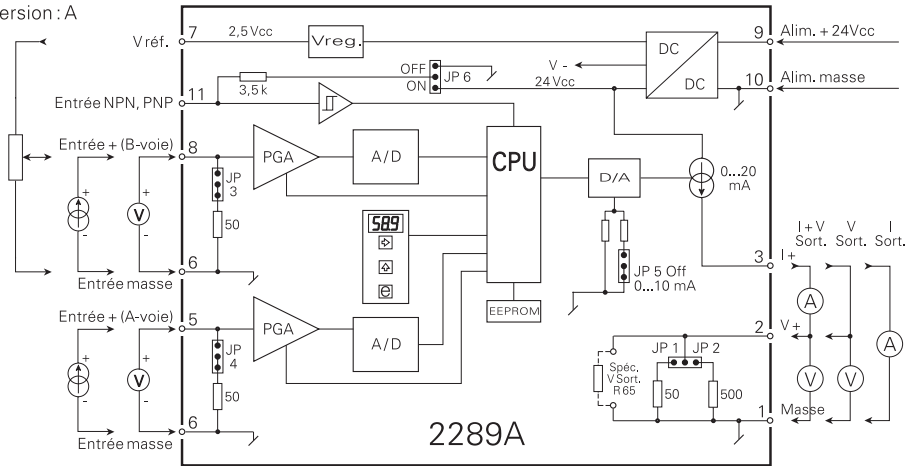 ersion : A
V réf. 7 2,5 Vcc Vreg. DC DC 9 Alim. + 24Vcc
V -
OFF JP 6 ON 24Vcc 10 Alim. masse
3,5 k
Entrée NPN, PNP 11
Entrée + (B-voie) 8 PGA A/D CPU D/A 0...20 mA
+ + JP 3
V 50
- -
58.9
e
I + V Sort. V Sort. I Sort.
Entrée masse 6 3 I +
JP 5 Off
0...10 mA
A
Entrée + (A-voie) 5 PGA A/D EEPROM 2 V +
+ + JP 4 JP 1 JP 2 A
V 50 Spéc. V Sort. R 65 50 500 V V
- -
1 Masse
Entrée masse 6
2289A